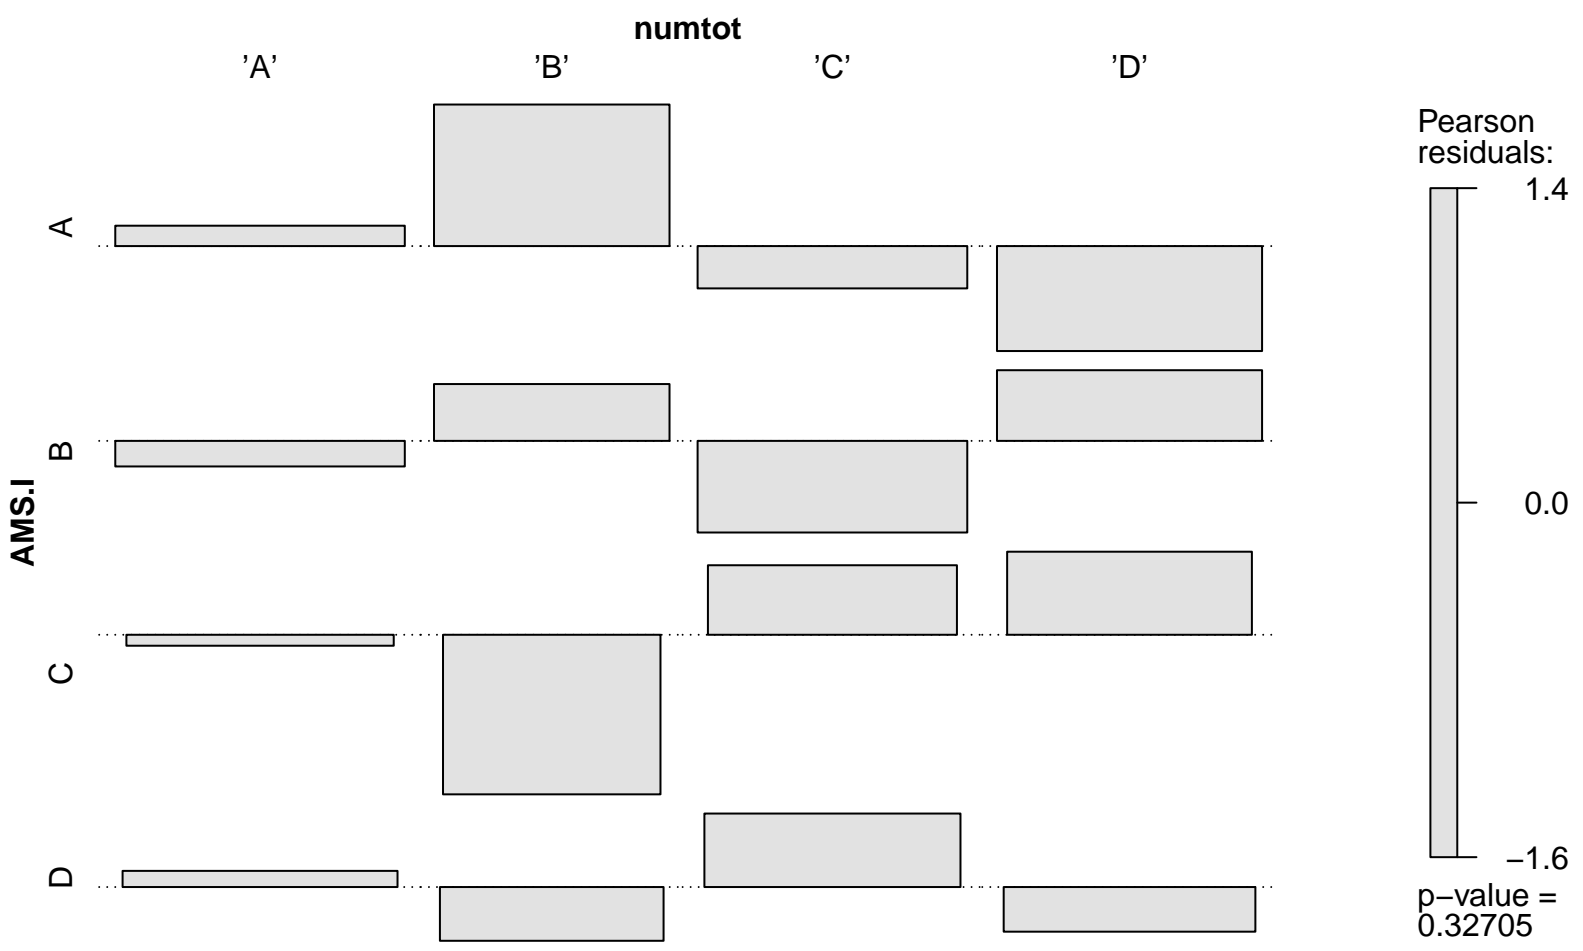 numtot
’A’ ’B’ ’C’ ’D’
AMS.I
A
B
C
D
Pearson
residuals:
1.4
0.0
−1.6
p−value =
0.32705